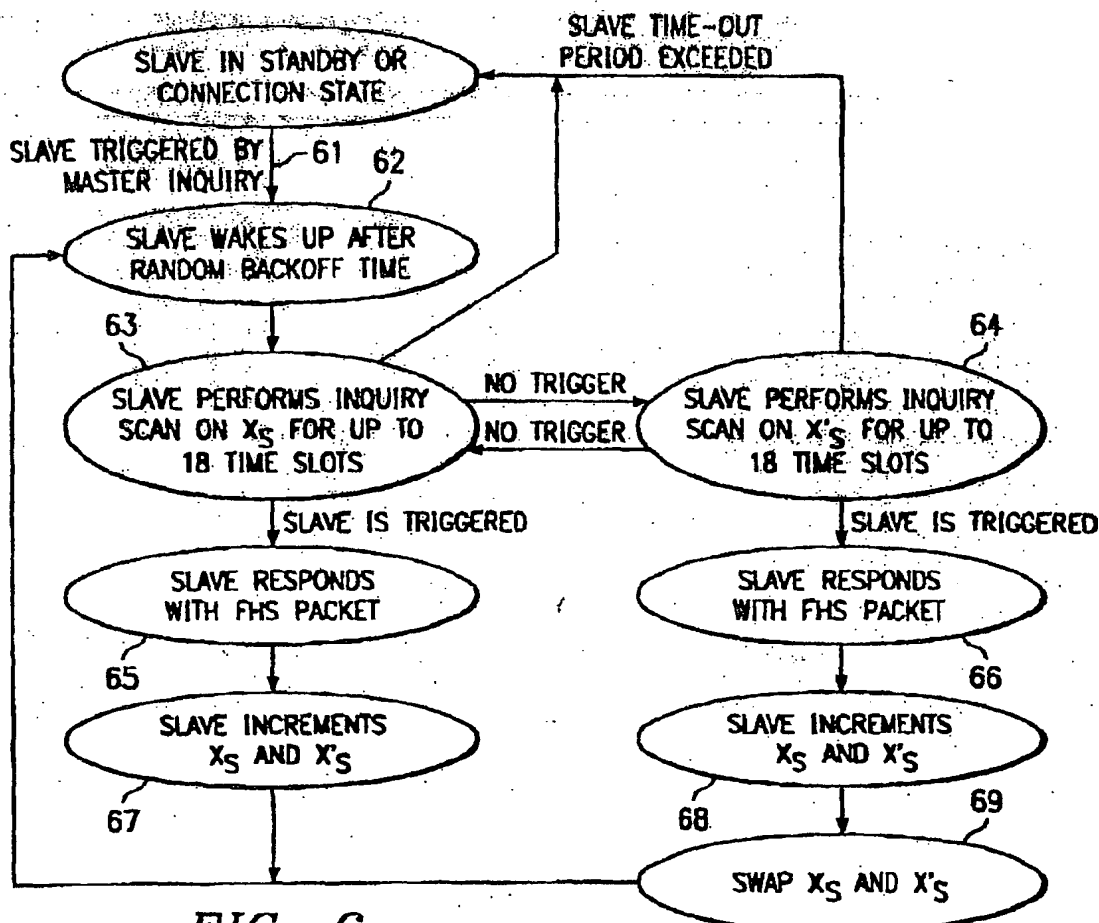 SLAVE TIME-OUT
PERIOD EXCEEDED
SLAVE IN STANDBY OR
CONNECTION STATE
SLAVE TRIGGERED BY
MASTER INQUIRY
61
62
SLAVE WAKES UP AFTER
RANDOM BACKOFF TIME
63
64
SLAVE PERFORMS INQUIRY
SCAN ON XS FOR UP TO
18 TIME SLOTS
NO TRIGGER
NO TRIGGER
SLAVE PERFORMS INQUIRY
SCAN ON X'S FOR UP TO
18 TIME SLOTS
SLAVE IS TRIGGERED
SLAVE IS TRIGGERED
SLAVE RESPONDS
WITH FHS PACKET
65
SLAVE RESPONDS
WITH FHS PACKET
66
SLAVE INCREMENTS
XS AND X'S
67
SLAVE INCREMENTS
XS AND X'S
68
69
SWAP XS AND X'S
FIG. 6